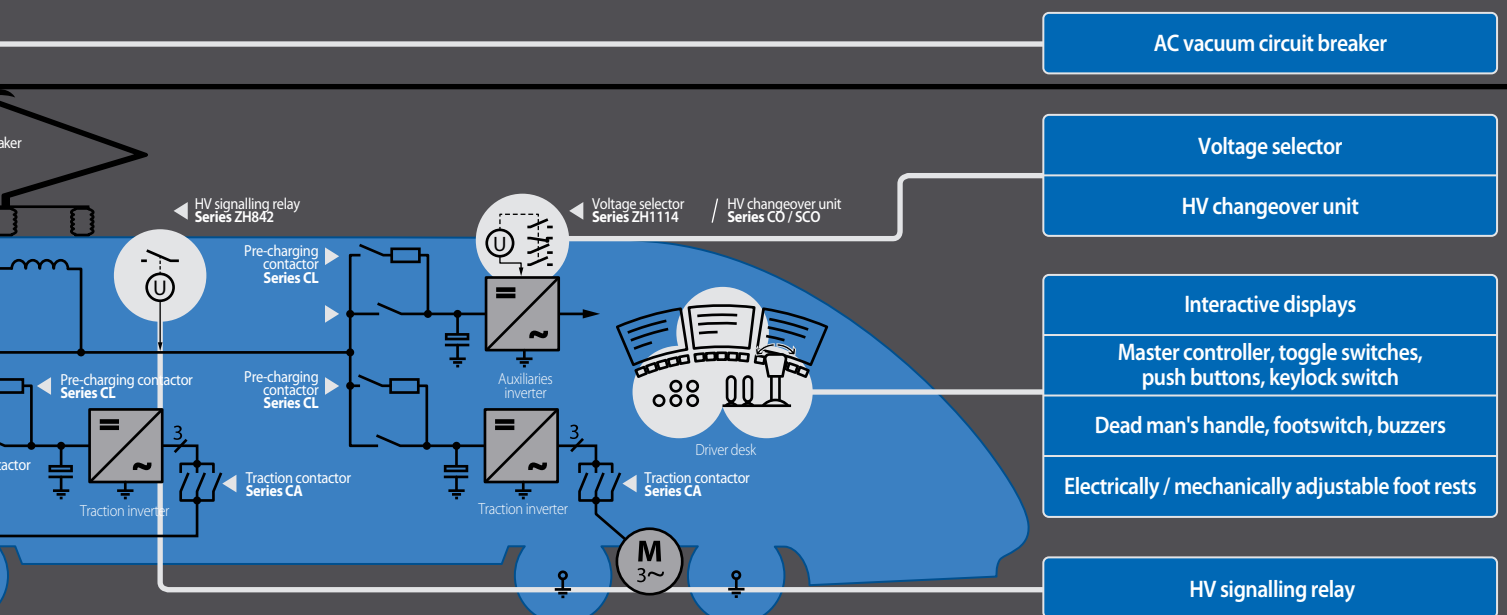 AC vacuum circuit breaker
Voltage selector
HV changeover unit
HV signalling relay
Series ZH842
Voltage selector
Series ZH1114
/ HV changeover unit
Series CO / SCO
U
U
Pre-charging
contactor
Series CL
Interactive displays
Master controller, toggle switches,
push buttons, keylock switch
Dead man's handle, footswitch, buzzers
Electrically / mechanically adjustable foot rests
Pre-charging contactor
Series CL
Pre-charging
contactor
Series CL
Auxiliaries
inverter
Driver desk
3
3
Traction contactor
Series CA
Traction contactor
Series CA
Traction inverter
Traction inverter
M
3~
HV signalling relay